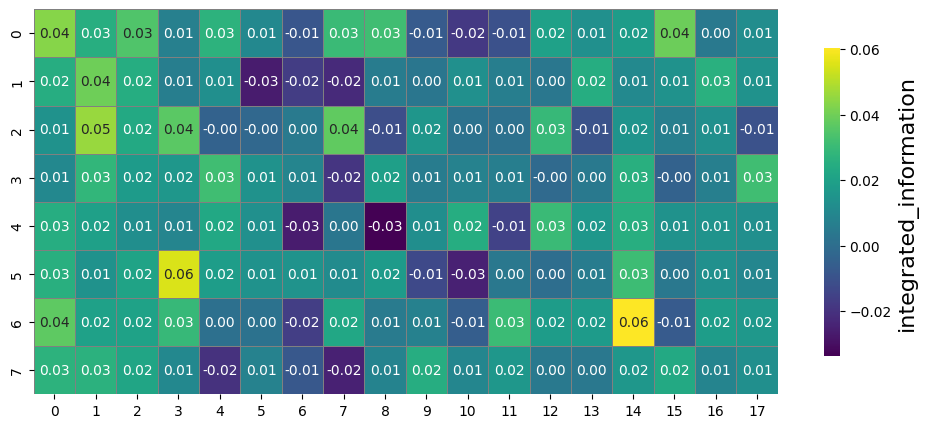 0 0.04 0.03 0.03 0.01 0.03 0.01 -0.01 0.03 0.03 -0.01 -0.02 -0.01 0.02 0.01 0.02 0.04 0.00 0.01
1 0.02 0.04 0.02 0.01 0.01 -0.03 -0.02 -0.02 0.01 0.00 0.01 0.01 0.00 0.02 0.01 0.01 0.03 0.01
2 0.01 0.05 0.02 0.04 -0.00 -0.00 0.00 0.04 -0.01 0.02 0.00 0.00 0.03 -0.01 0.02 0.01 0.01 -0.01
3 0.01 0.03 0.02 0.02 0.03 0.01 0.01 -0.02 0.02 0.01 0.01 0.01 -0.00 0.00 0.03 -0.00 0.01 0.03
4 0.03 0.02 0.01 0.01 0.02 0.01 -0.03 0.00 -0.03 0.01 0.02 -0.01 0.03 0.02 0.03 0.01 0.01 0.01
5 0.03 0.01 0.02 0.06 0.02 0.01 0.01 0.01 0.02 -0.01 -0.03 0.00 0.00 0.01 0.03 0.00 0.01 0.01
6 0.04 0.02 0.02 0.03 0.00 0.00 -0.02 0.02 0.01 0.01 -0.01 0.03 0.02 0.02 0.06 -0.01 0.02 0.02
7 0.03 0.03 0.02 0.01 -0.02 0.01 -0.01 -0.02 0.01 0.02 0.01 0.01 0.02 0.00 0.00 0.02 0.02 0.01 0.01
0 1 2 3 4 5 6 7 8 9 10 11 12 13 14 15 16 17
0.06
0.04
0.02
0.00
−0.02
integrated_information